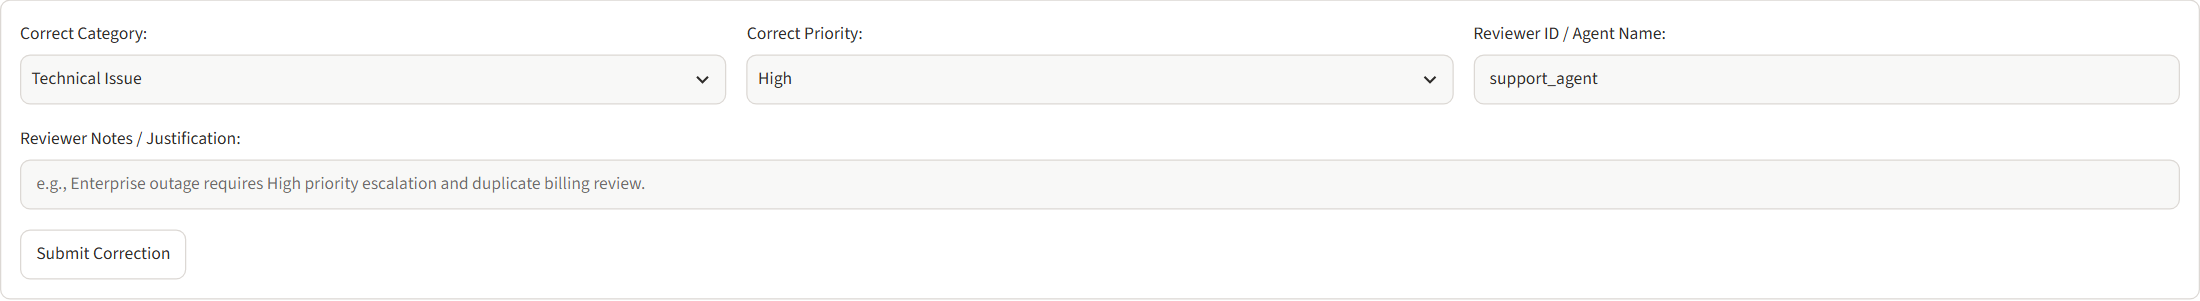 Correct Category:
Correct Priority:
Reviewer ID / Agent Name:
Technical Issue
High
support_agent
Reviewer Notes / Justification:
e.g., Enterprise outage requires High priority escalation and duplicate billing review.
Submit Correction